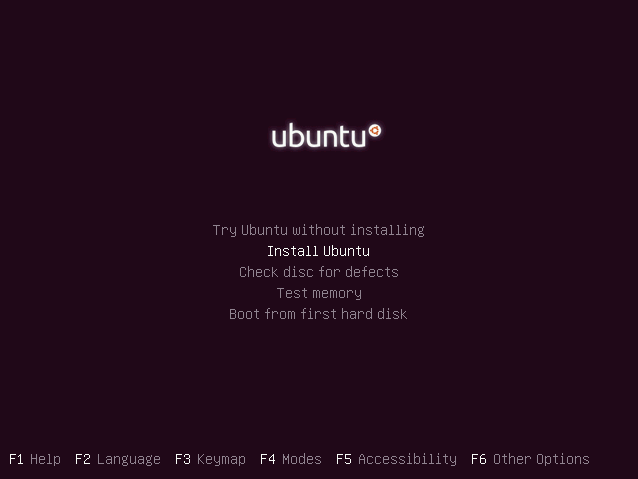 ubuntu
Try Ubuntu without installing
Install Ubuntu
Check disc for defects
Test memory
Boot from first hard disk
F1 Help F2 Language F3 Keymap F4 Modes F5 Accessibility F6 Other Options